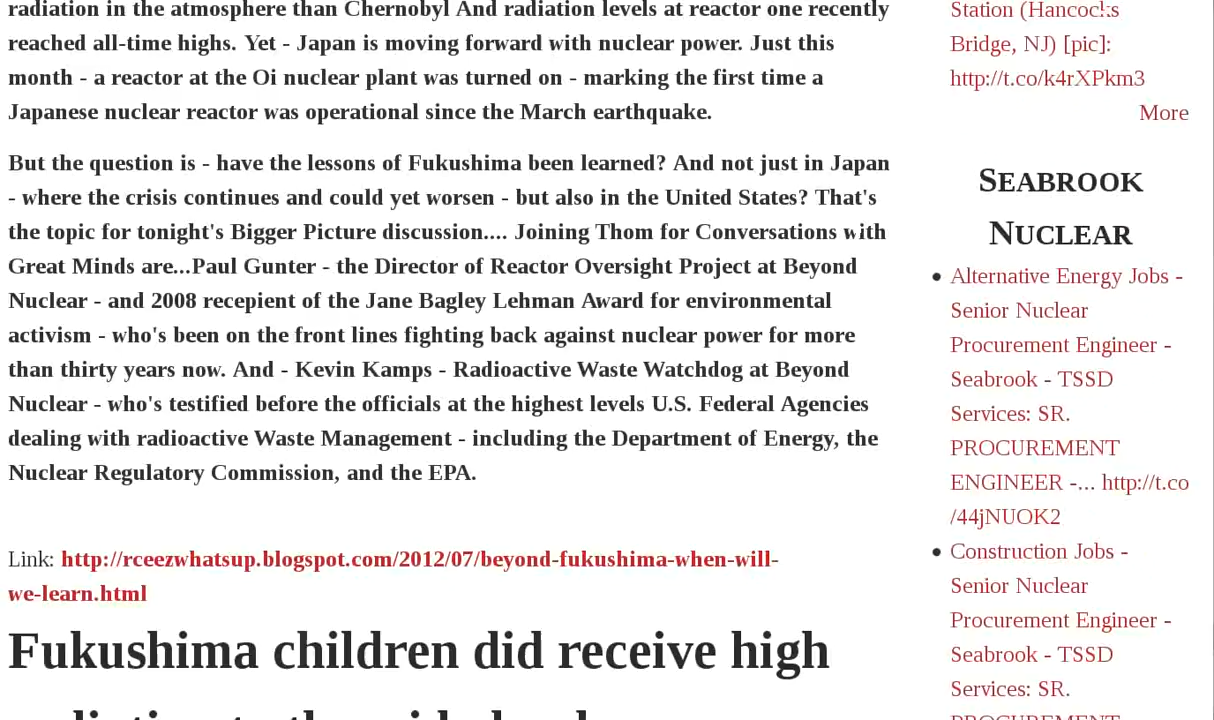 radiation in the atmosphere than Chernobyl And radiation levels at reactor one recently
reached all-time highs. Yet - Japan is moving forward with nuclear power. Just this
month - a reactor at the Oi nuclear plant was turned on - marking the first time a
Japanese nuclear reactor was operational since the March earthquake.
But the question is - have the lessons of Fukushima been learned? And not just in Japan
- where the crisis continues and could yet worsen - but also in the United States? That's
the topic for tonight's Bigger Picture discussion.... Joining Thom for Conversations with
Great Minds are...Paul Gunter - the Director of Reactor Oversight Project at Beyond
Nuclear - and 2008 recepient of the Jane Bagley Lehman Award for environmental
activism - who's been on the front lines fighting back against nuclear power for more
than thirty years now. And - Kevin Kamps - Radioactive Waste Watchdog at Beyond
Nuclear - who's testified before the officials at the highest levels U.S. Federal Agencies
dealing with radioactive Waste Management - including the Department of Energy, the
Nuclear Regulatory Commission, and the EPA.
Link: http://rceezwhatsup.blogspot.com/2012/07/beyond-fukushima-when-will-
we-learn.html
Fukushima children did receive high
Station (Hancocks
Bridge, NJ) [pic]:
http://t.co/k4rXPkm3
More
SEABROOK
NUCLEAR
• Alternative Energy Jobs -
Senior Nuclear
Procurement Engineer -
Seabrook - TSSD
Services: SR.
PROCUREMENT
ENGINEER -... http://t.co
/44jNUOK2
• Construction Jobs -
Senior Nuclear
Procurement Engineer -
Seabrook - TSSD
Services: SR.
PROCUREMENT